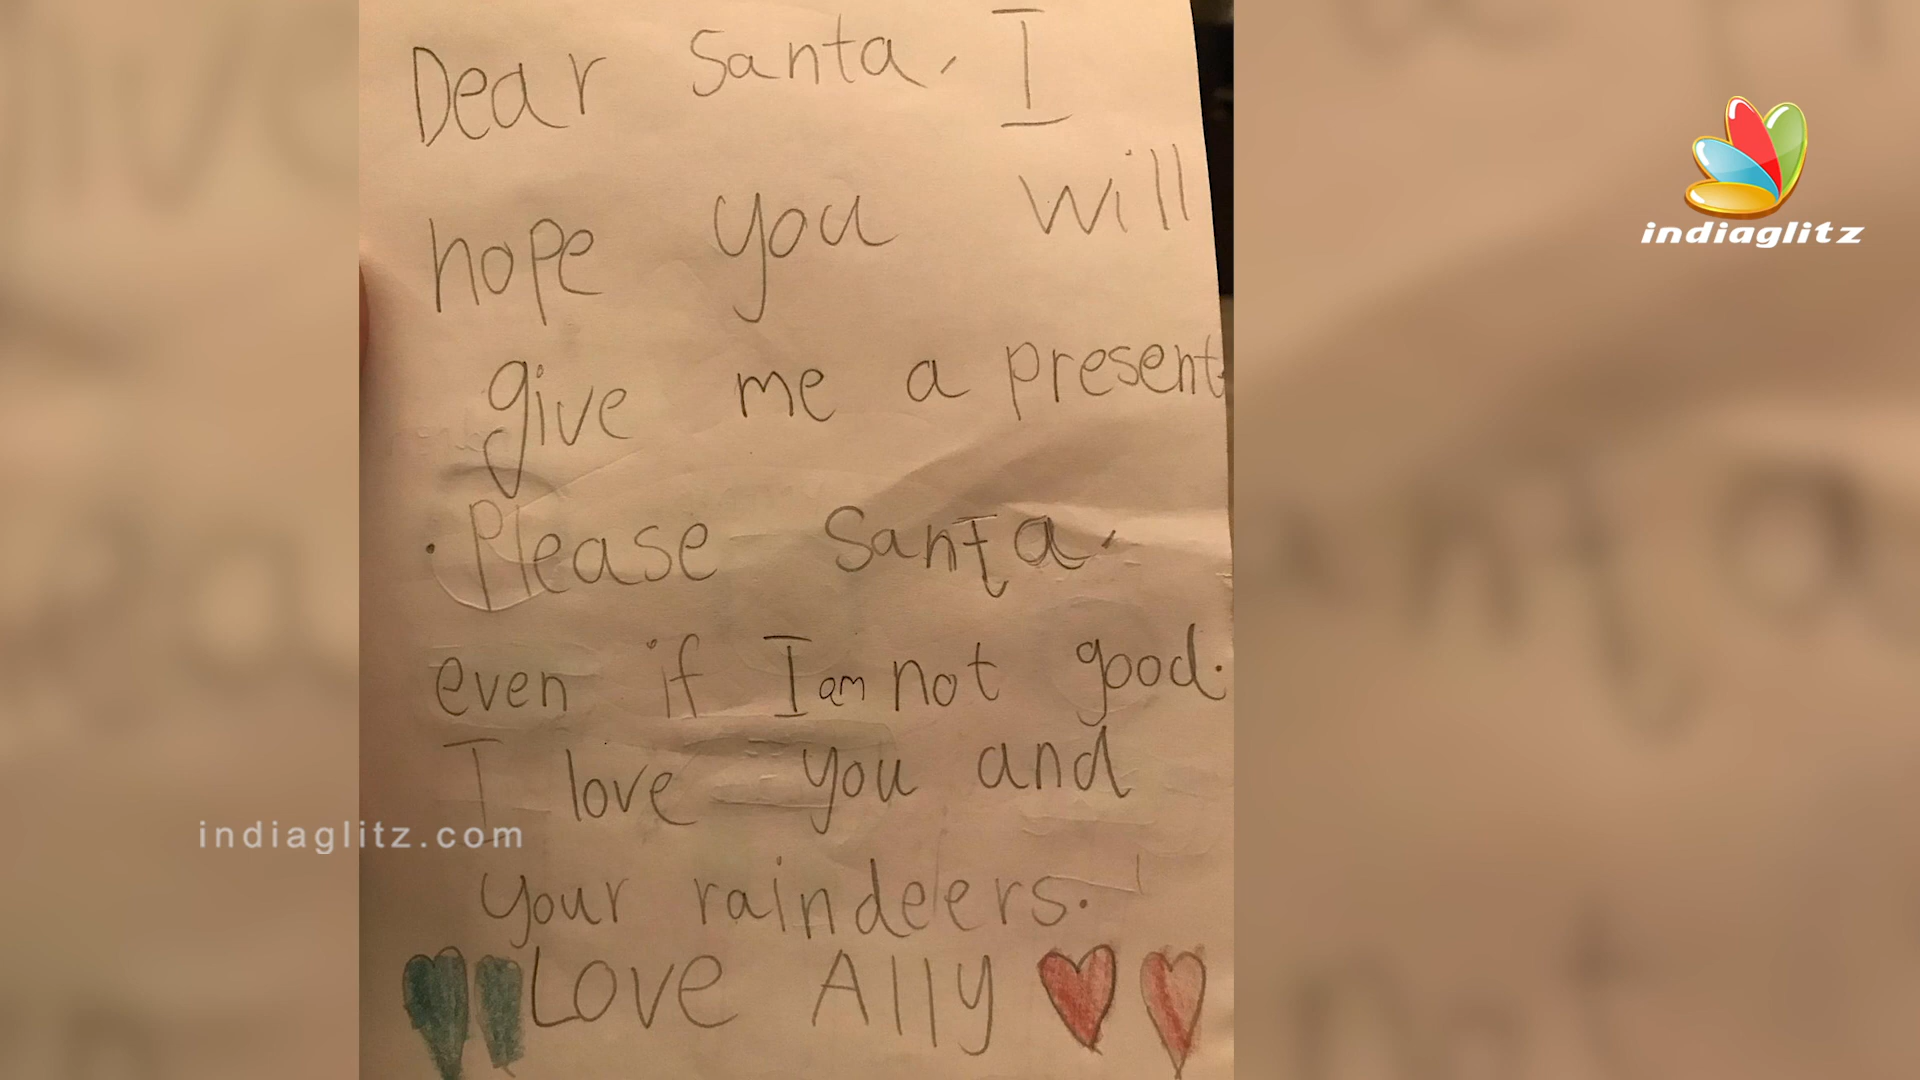 Dear Santa, I
hope you will
give me a present
. Please Santa,
even if I am not good.
I love you and
your raindeers.
Love Ally
indiaglitz
indiaglitz.com